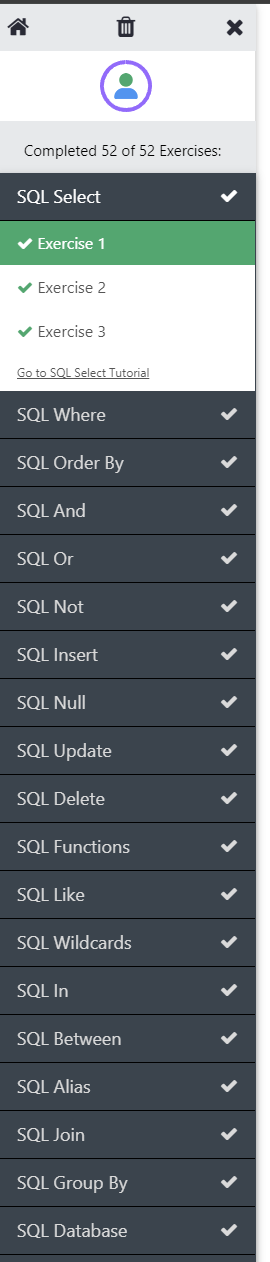 Completed 52 of 52 Exercises:
SQL Select
Exercise 1
Exercise 2
Exercise 3
Go to SQL Select Tutorial
SQL Where
SQL Order By
SQL And
SQL Or
SQL Not
SQL Insert
SQL Null
SQL Update
SQL Delete
SQL Functions
SQL Like
SQL Wildcards
SQL In
SQL Between
SQL Alias
SQL Join
SQL Group By
SQL Database